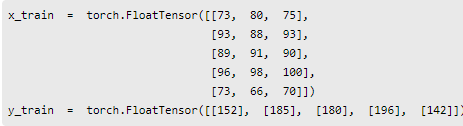 x_train = torch.FloatTensor([[73, 80, 75],
[93, 88, 93],
[89, 91, 90],
[96, 98, 100],
[73, 66, 70]])
y_train = torch.FloatTensor([[152], [185], [180], [196], [142]])